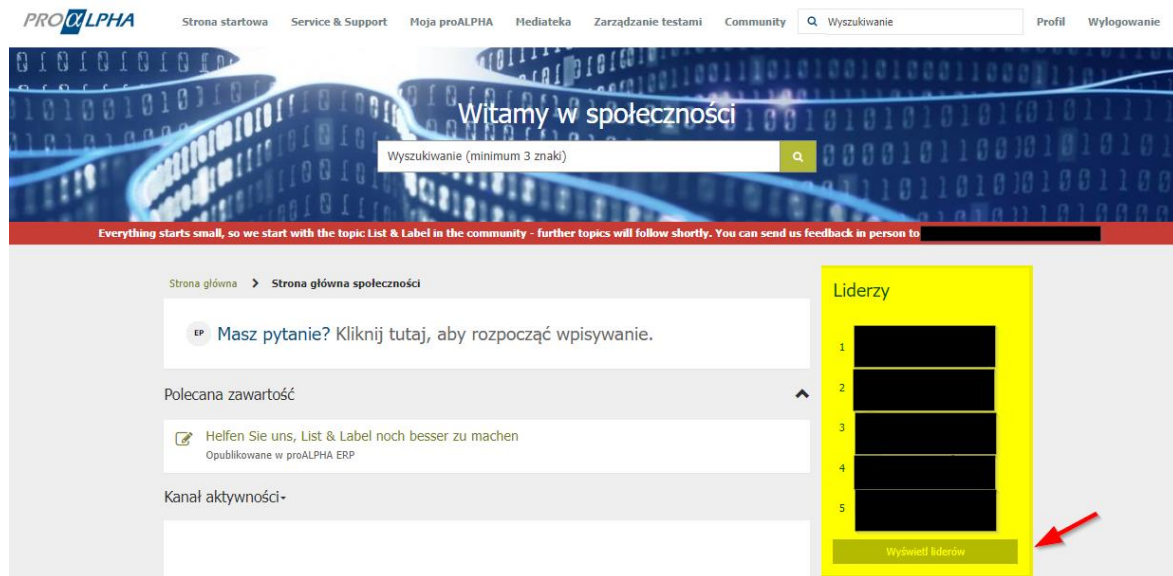 PROαLPHA
Strona startowa Service & Support Moja proALPHA Mediateka Zarządzanie testami Community Wyszukiwanie Profil Wylogowanie
Witamy w społeczności
Wyszukiwanie (minimum 3 znaki)
Everything starts small, so we start with the topic List & Label in the community - further topics will follow shortly. You can send us feedback in person to
Strona główna > Strona główna społeczności
EP Masz pytanie? Kliknij tutaj, aby rozpocząć wpisywanie.
Polecana zawartość
Helfen Sie uns, List & Label noch besser zu machen
Opublikowane w proALPHA ERP
Kanał aktywności
Liderzy
1
2
3
4
5
Wyświetl liderów